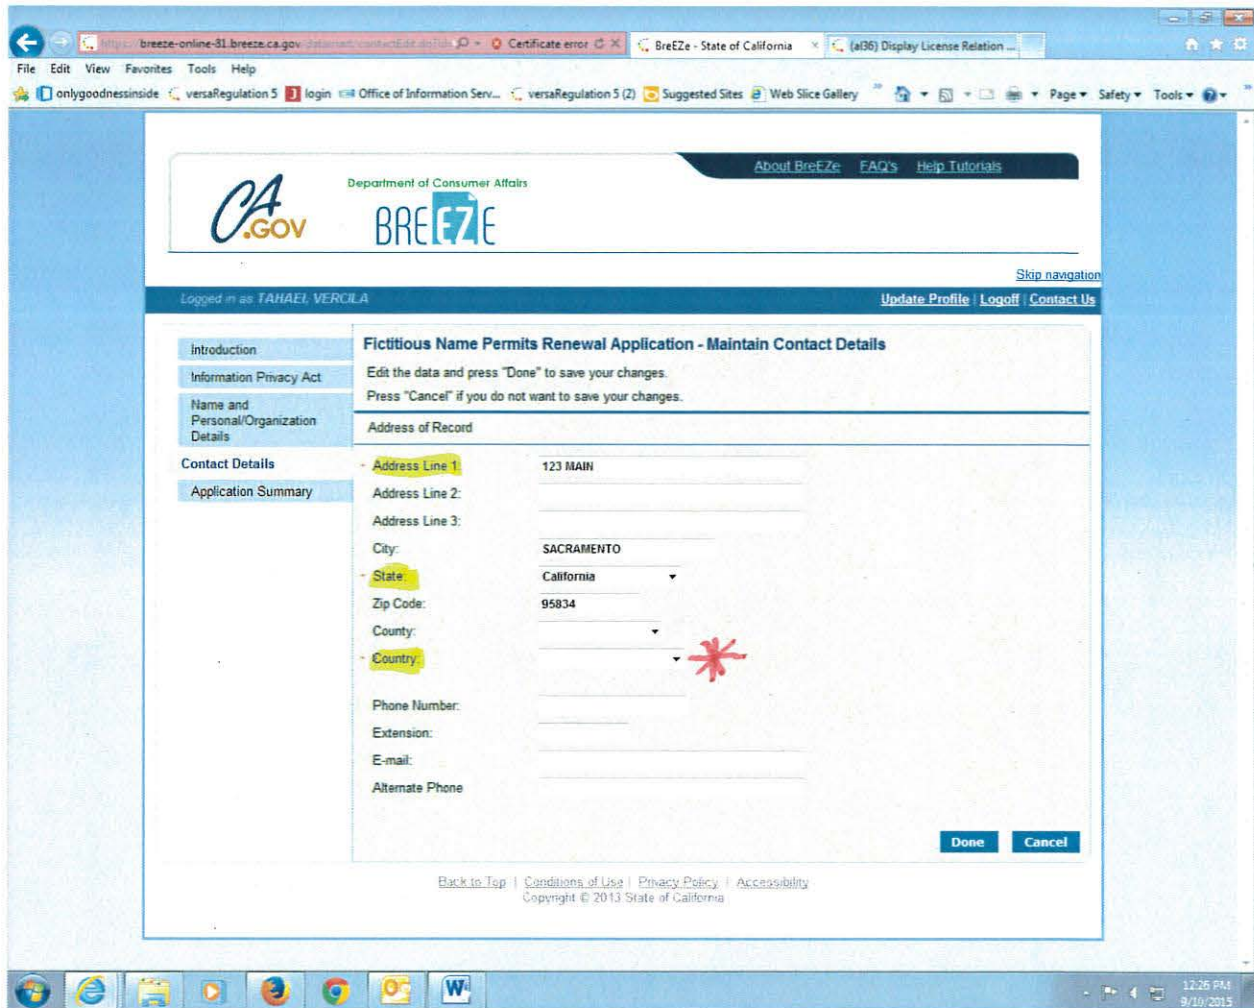 breeze-online-31.breeze.ca.gov
Certificate error
BreEZe - State of California
(al36) Display License Relation ...
File Edit View Favorites Tools Help
onlygoodnessinside versaRegulation 5 login Office of Information Serv... versaRegulation 5 (2) Suggested Sites Web Slice Gallery Page Safety Tools
About BreEZe FAQ's Help Tutorials
CA.GOV
Department of Consumer Affairs
BREEZE
Skip navigation
Logged in as TAHAEI, VERCILA
Update Profile | Logoff | Contact Us
Introduction
Information Privacy Act
Name and
Personal/Organization
Details
Contact Details
Application Summary
Fictitious Name Permits Renewal Application - Maintain Contact Details
Edit the data and press "Done" to save your changes.
Press "Cancel" if you do not want to save your changes.
Address of Record
Address Line 1: 123 MAIN
Address Line 2:
Address Line 3:
City: SACRAMENTO
State: California
Zip Code: 95834
County:
Country:
Phone Number:
Extension:
E-mail:
Alternate Phone
Done Cancel
Back to Top | Conditions of Use | Privacy Policy | Accessibility
Copyright © 2013 State of California
12:26 PM
9/10/2015